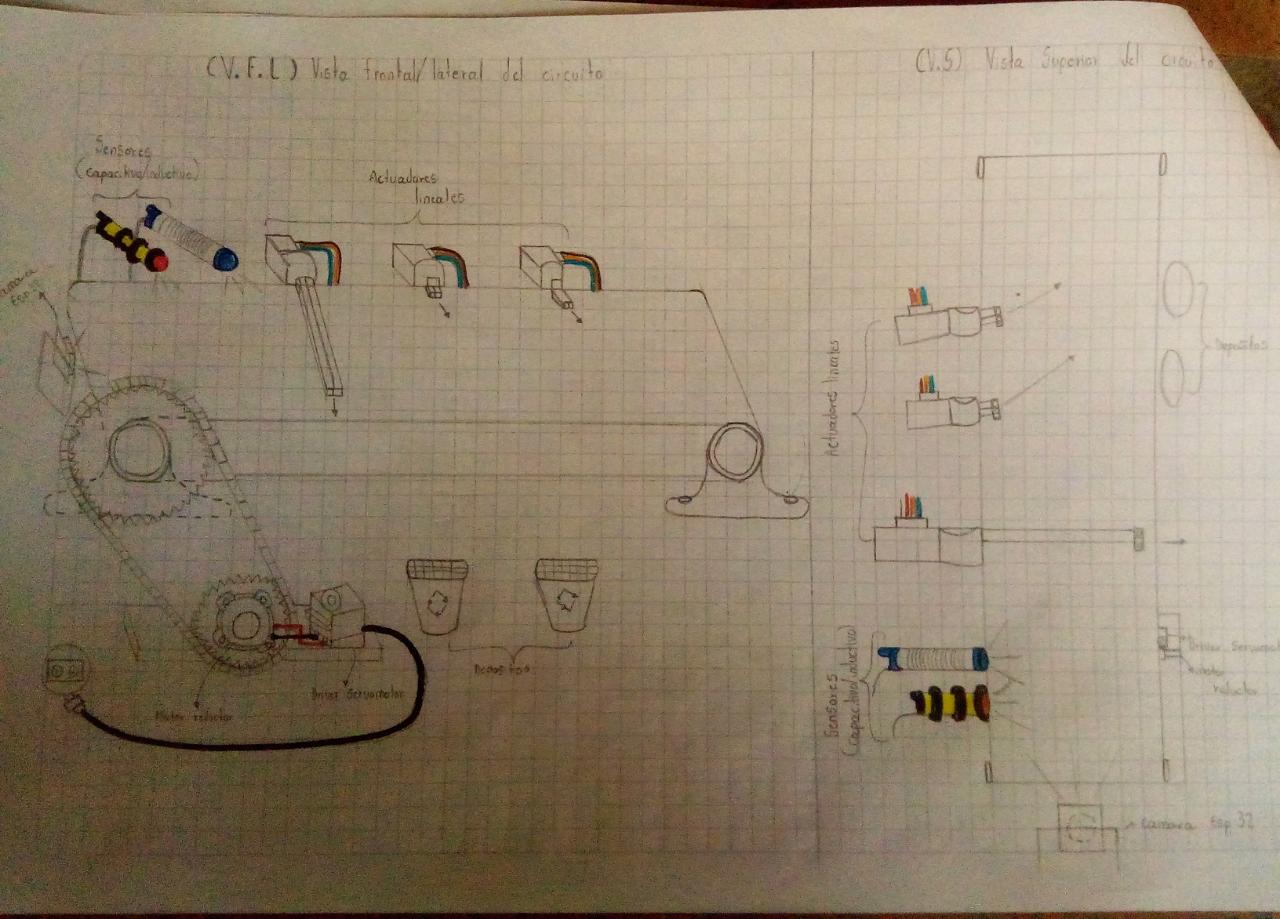 (V.F.L) Vista frontal/lateral del circuito
Sensores
(capacitivo/inductivo)
Actuadores
lineales
Camara
Esp 32
Depositos
Driver Servomotor
Motor reductor
(V.S) Vista Superior del circuito
Actuadores lineales
Depositos
Sensores
(capacitivo/inductivo)
Driver Servomotor
Motor
reductor
Camara Esp 32